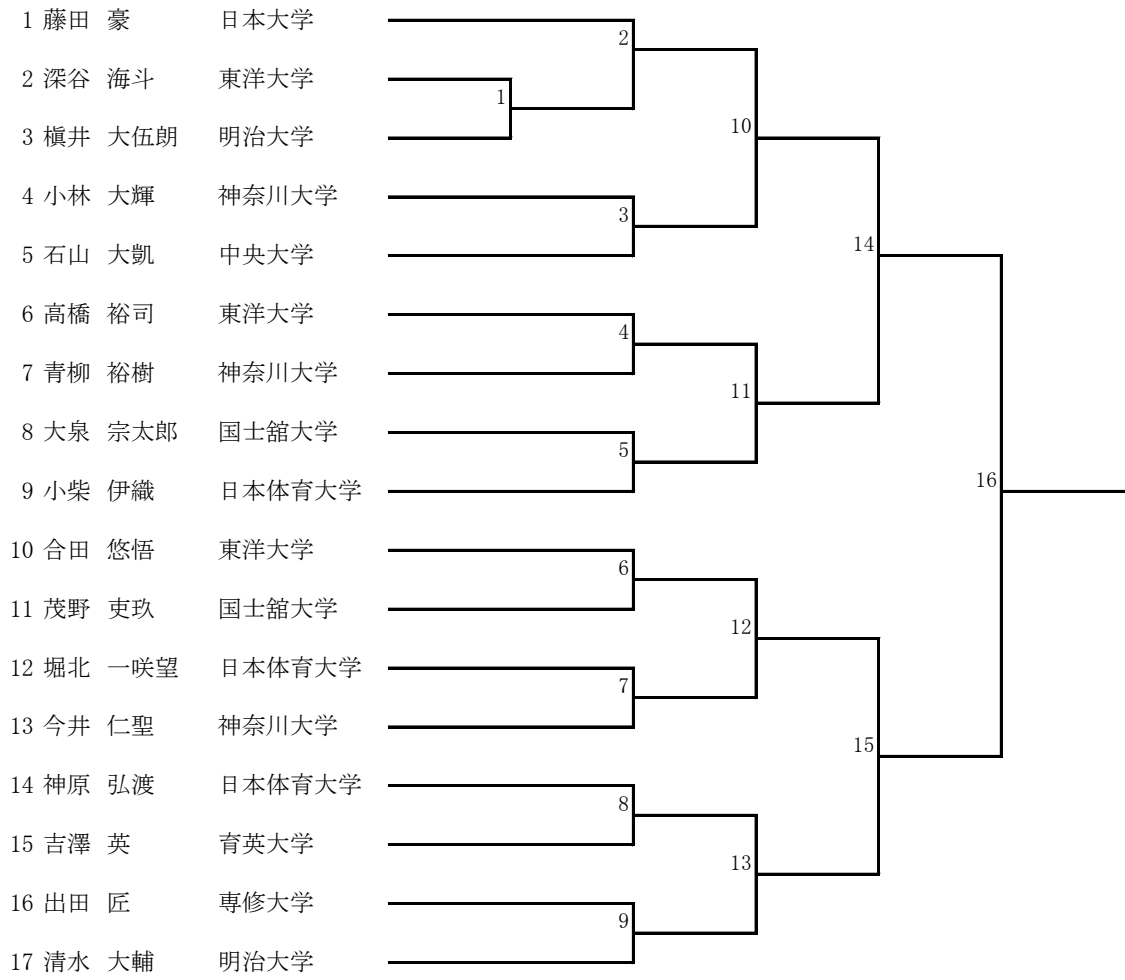 1 藤田 豪 日本大学
2 深谷 海斗 東洋大学
3 槇井 大伍朗 明治大学
4 小林 大輝 神奈川大学
5 石山 大凱 中央大学
6 高橋 裕司 東洋大学
7 青柳 裕樹 神奈川大学
8 大泉 宗太郎 国士舘大学
9 小柴 伊織 日本体育大学
10 合田 悠悟 東洋大学
11 茂野 吏玖 国士舘大学
12 堀北 一咲望 日本体育大学
13 今井 仁聖 神奈川大学
14 神原 弘渡 日本体育大学
15 吉澤 英 育英大学
16 出田 匠 専修大学
17 清水 大輔 明治大学
1
2
3
4
5
6
7
8
9
10
11
12
13
14
15
16